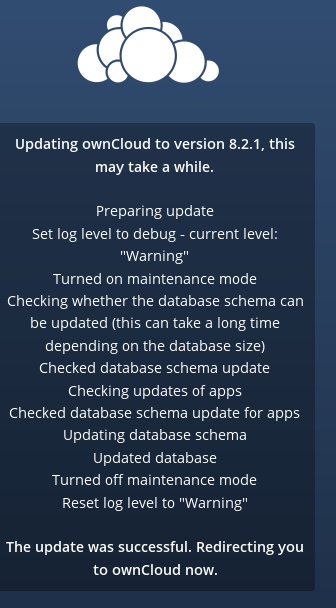 Updating ownCloud to version 8.2.1, this
may take a while.
Preparing update
Set log level to debug - current level:
"Warning"
Turned on maintenance mode
Checking whether the database schema can
be updated (this can take a long time
depending on the database size)
Checked database schema update
Checking updates of apps
Checked database schema update for apps
Updating database schema
Updated database
Turned off maintenance mode
Reset log level to "Warning"
The update was successful. Redirecting you
to ownCloud now.